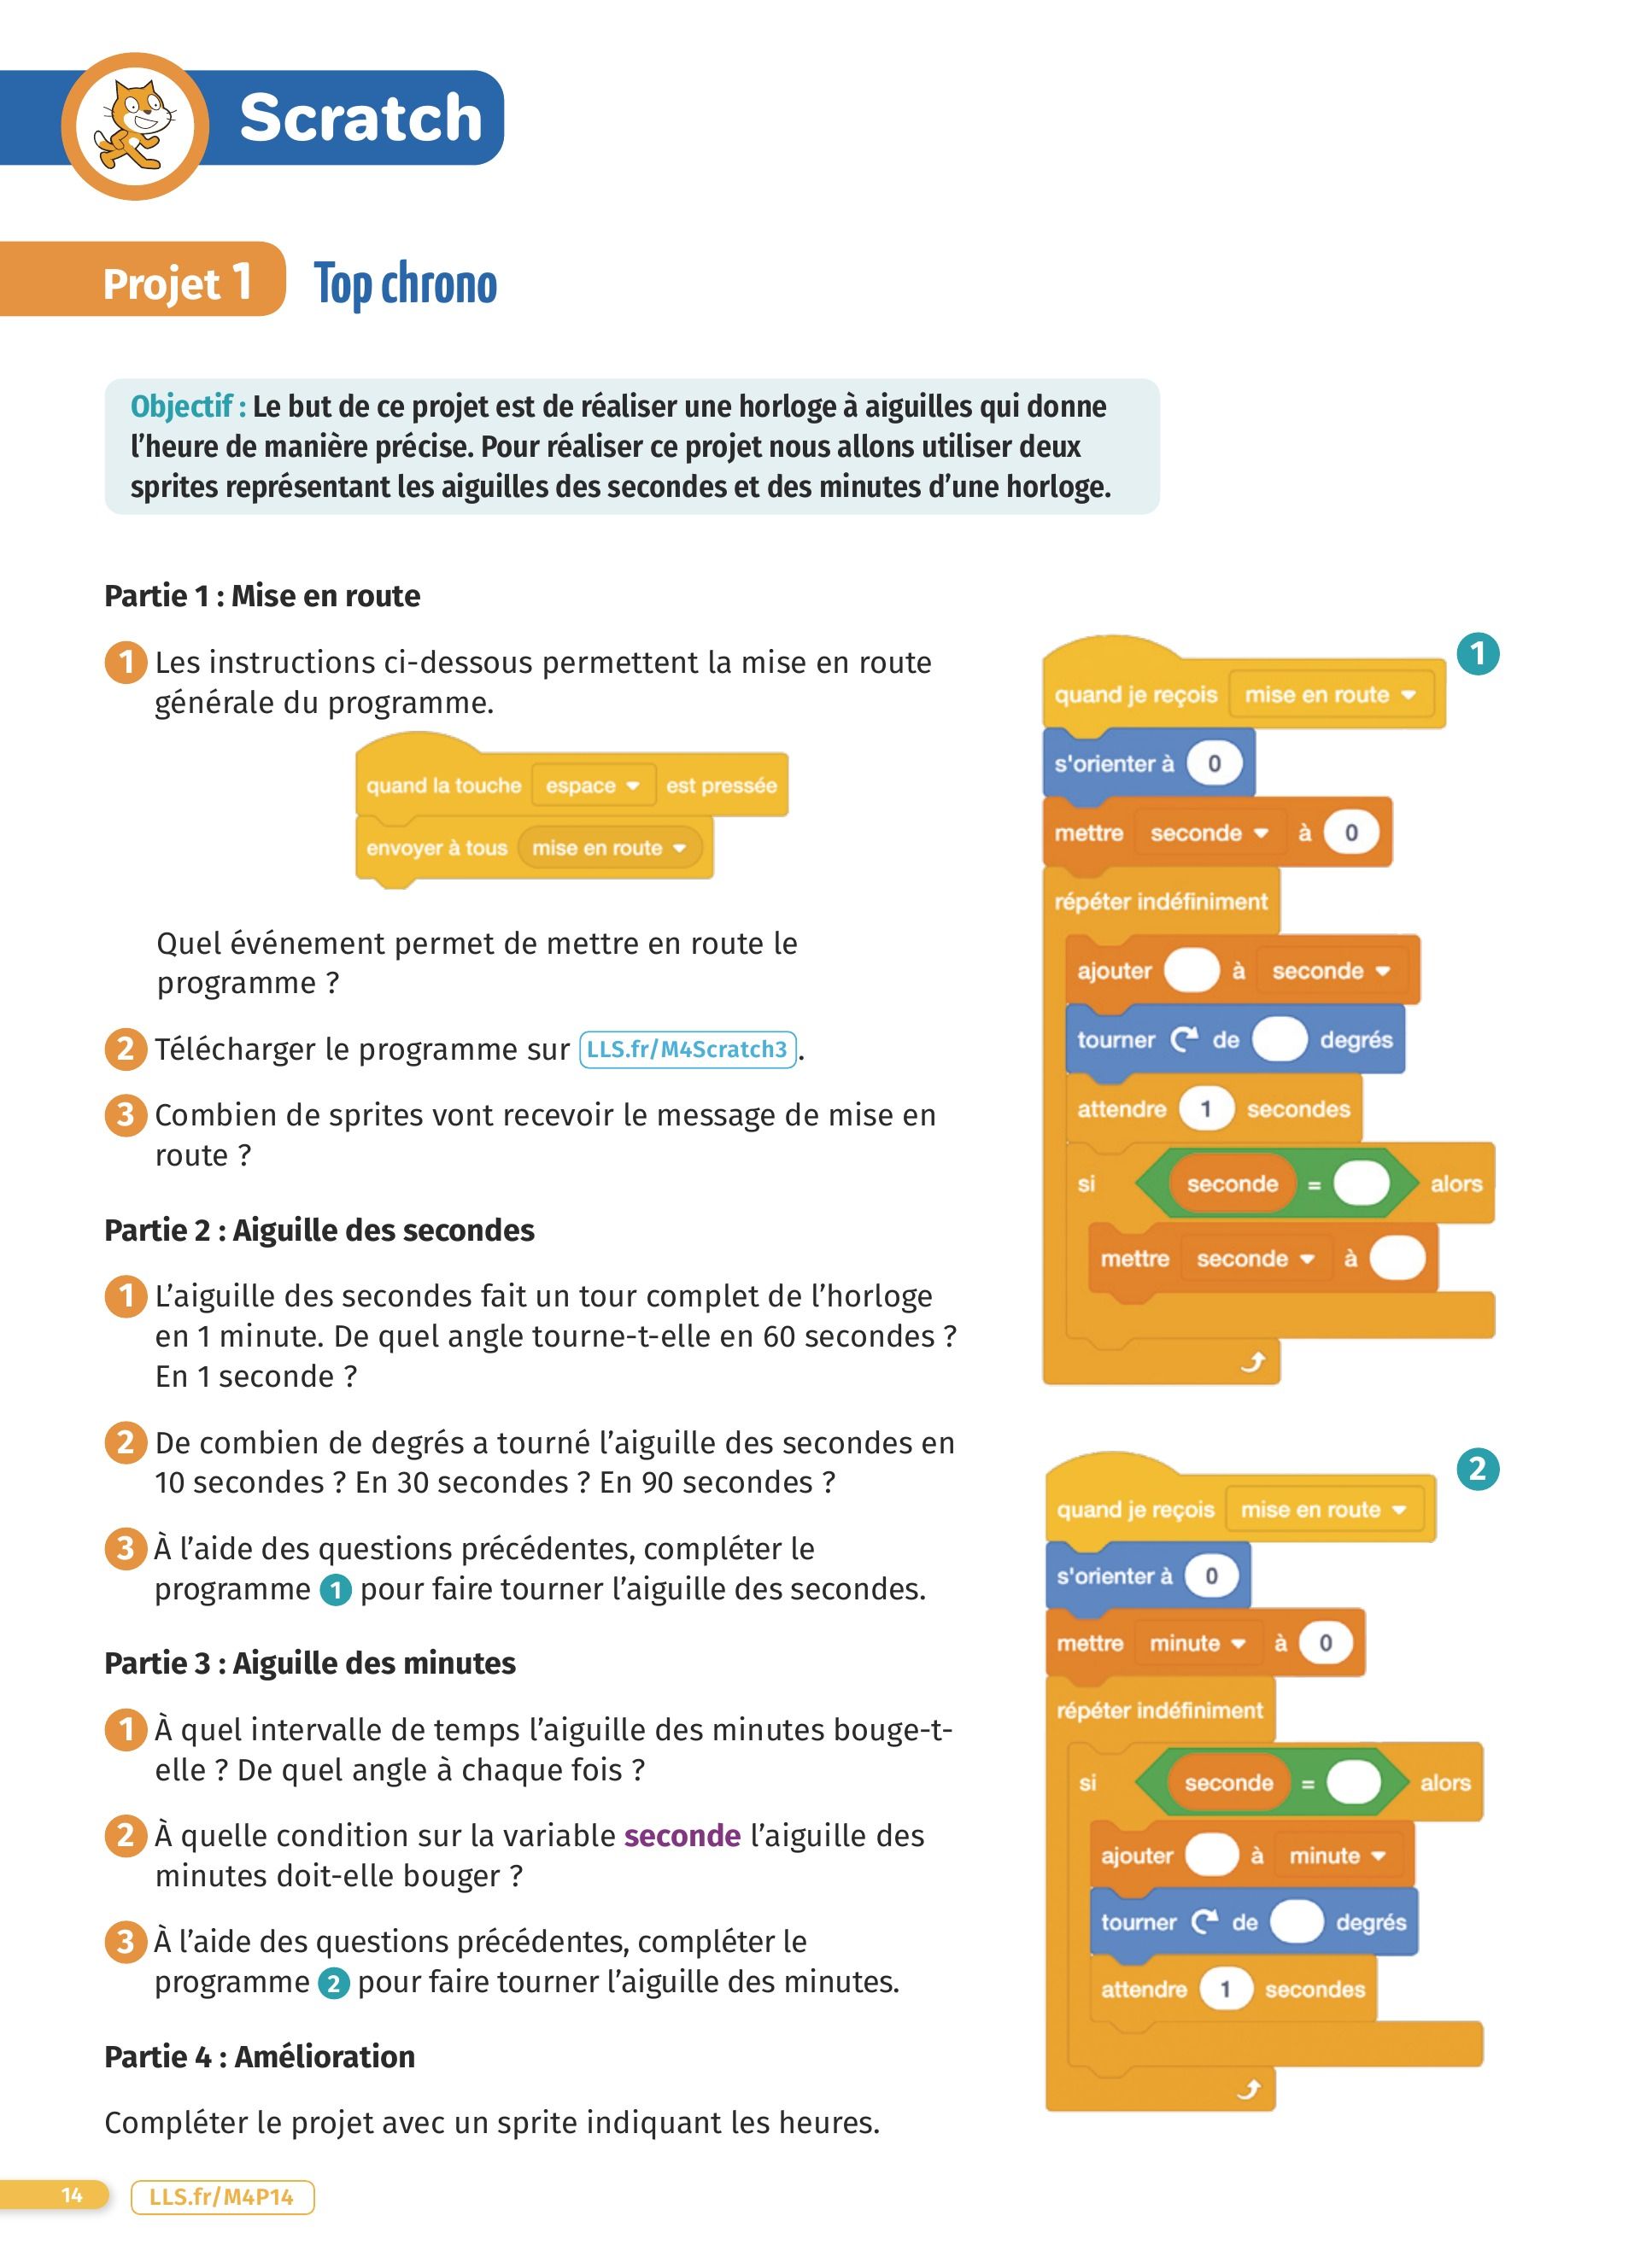 Scratch
Projet 1 Top chrono
Objectif : Le but de ce projet est de réaliser une horloge à aiguilles qui donne
l'heure de manière précise. Pour réaliser ce projet nous allons utiliser deux
sprites représentant les aiguilles des secondes et des minutes d'une horloge.
Partie 1 : Mise en route
1 Les instructions ci-dessous permettent la mise en route
générale du programme.
quand la touche espace est pressée
envoyer à tous mise en route
Quel événement permet de mettre en route le
programme ?
2 Télécharger le programme sur LLS.fr/M4Scratch3.
3 Combien de sprites vont recevoir le message de mise en
route ?
Partie 2 : Aiguille des secondes
1 L'aiguille des secondes fait un tour complet de l'horloge
en 1 minute. De quel angle tourne-t-elle en 60 secondes ?
En 1 seconde ?
2 De combien de degrés a tourné l'aiguille des secondes en
10 secondes ? En 30 secondes ? En 90 secondes ?
3 À l'aide des questions précédentes, compléter le
programme 1 pour faire tourner l'aiguille des secondes.
Partie 3 : Aiguille des minutes
1 À quel intervalle de temps l'aiguille des minutes bouge-t-
elle ? De quel angle à chaque fois ?
2 À quelle condition sur la variable seconde l'aiguille des
minutes doit-elle bouger ?
3 À l'aide des questions précédentes, compléter le
programme 2 pour faire tourner l'aiguille des minutes.
Partie 4 : Amélioration
Compléter le projet avec un sprite indiquant les heures.
1
quand je reçois mise en route
s'orienter à 0
mettre seconde à 0
répéter indéfiniment
ajouter à seconde
tourner de degrés
attendre 1 secondes
si seconde = alors
mettre seconde à
2
quand je reçois mise en route
s'orienter à 0
mettre minute à 0
répéter indéfiniment
si seconde = alors
ajouter à minute
tourner de degrés
attendre 1 secondes
14 LLS.fr/M4P14